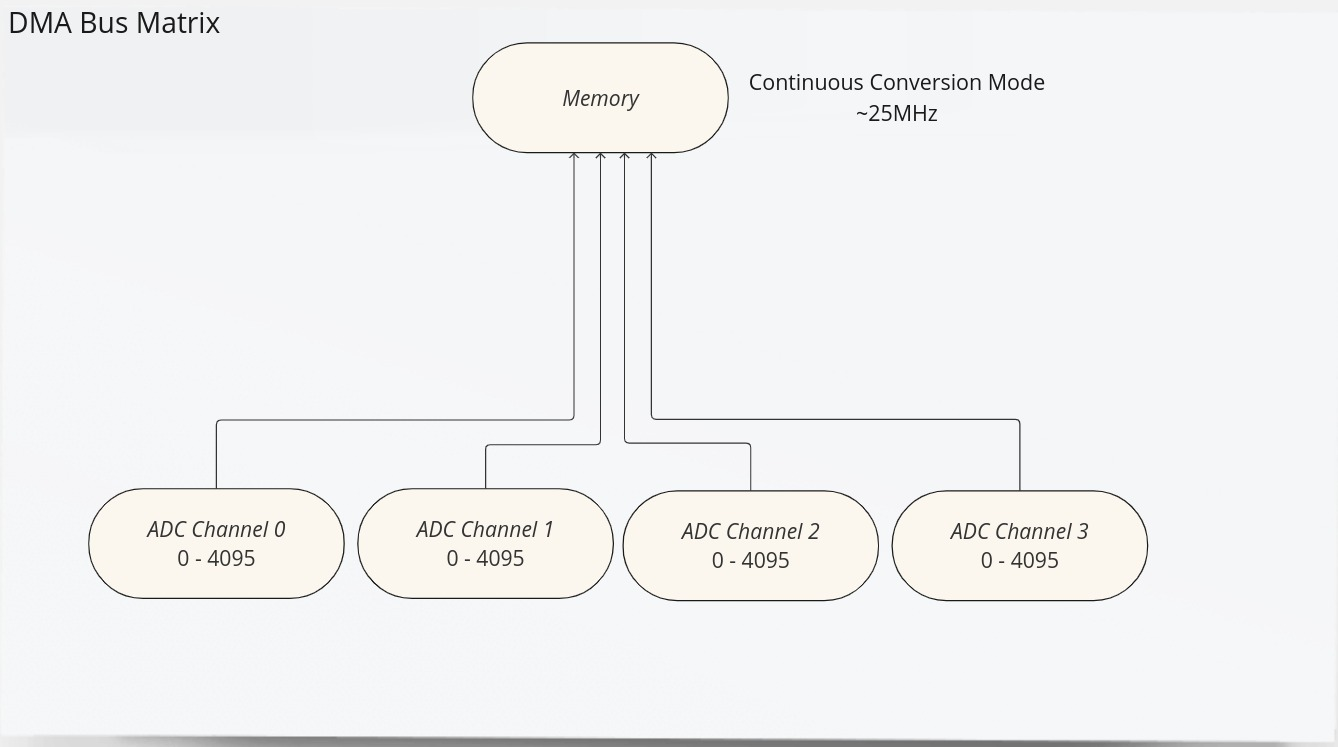 DMA Bus Matrix
Memory
Continuous Conversion Mode
~25MHz
ADC Channel 0
0 - 4095
ADC Channel 1
0 - 4095
ADC Channel 2
0 - 4095
ADC Channel 3
0 - 4095